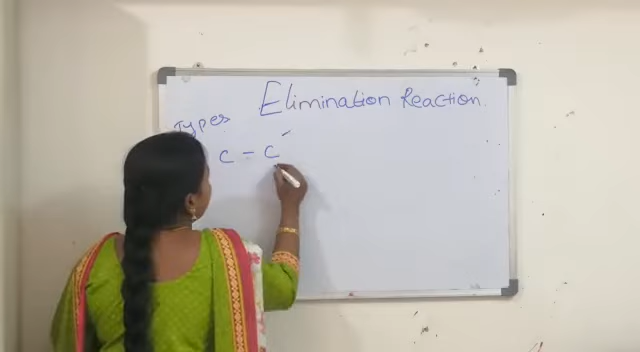 Elimination Reaction
Types
C = C